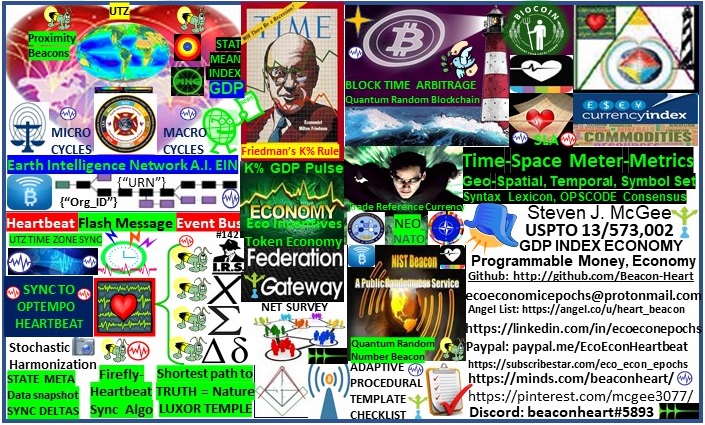 UTZ
Proximity
Beacons
STAT
MEAN
INDEX
GDP
MICRO
CYCLES
MACRO
CYCLES
Earth Intelligence Network A.I. EIN
{"URN"}
{"Org_ID"}
Heartbeat Flash Message Event Bus
UTZ TIME ZONE SYNC
#142
I.R.S.
SYNC TO
OPTEMPO
HEARTBEAT
X
Σ
Δ δ
Stochastic
Harmonization
STATE META
Data snapshot
SYNC DELTAS
Firefly-
Heartbeat
Sync Algo
Shortest path to
TRUTH = Nature
LUXOR TEMPLE
TIME
Economist
Milton Friedman
Friedman's K% Rule
K% GDP Pulse
ECONOMY
Eco Incentives
Token Economy
Federation
Gateway
NET SURVEY
BLOCK TIME ARBITRAGE
Quantum Random Blockchain
BIOCOIN
SLA
£ $ € ¥
currencyindex
COMMODITIES
Trade Reference Currency
NEO
NATO
NIST Beacon
A Public Randomness Service
Quantum Random
Number Beacon
ADAPTIVE
PROCEDURAL
TEMPLATE
CHECKLIST
Time-Space Meter-Metrics
Geo-Spatial, Temporal, Symbol Set
Syntax Lexicon, OPSCODE Consensus
Steven J. McGee
USPTO 13/573,002
GDP INDEX ECONOMY
Programmable Money, Economy
Github: http://github.com/Beacon-Heart
ecoeconomicepochs@protonmail.com
Angel List: https://angel.co/u/heart_beacon
https://linkedin.com/in/ecoeconepochs
Paypal: paypal.me/EcoEconHeartbeat
https://subscribestar.com/eco_econ_epochs
https://minds.com/beaconheart/
https://pinterest.com/mcgee3077/
Discord: beaconheart#5893